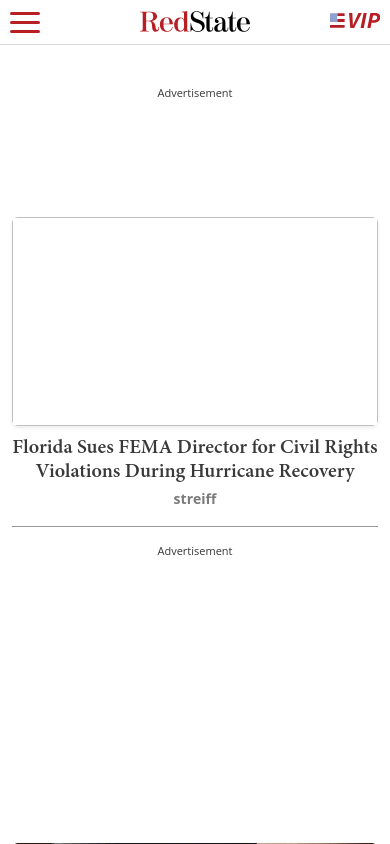 RedState
VIP
Advertisement
Florida Sues FEMA Director for Civil Rights
Violations During Hurricane Recovery
streiff
Advertisement